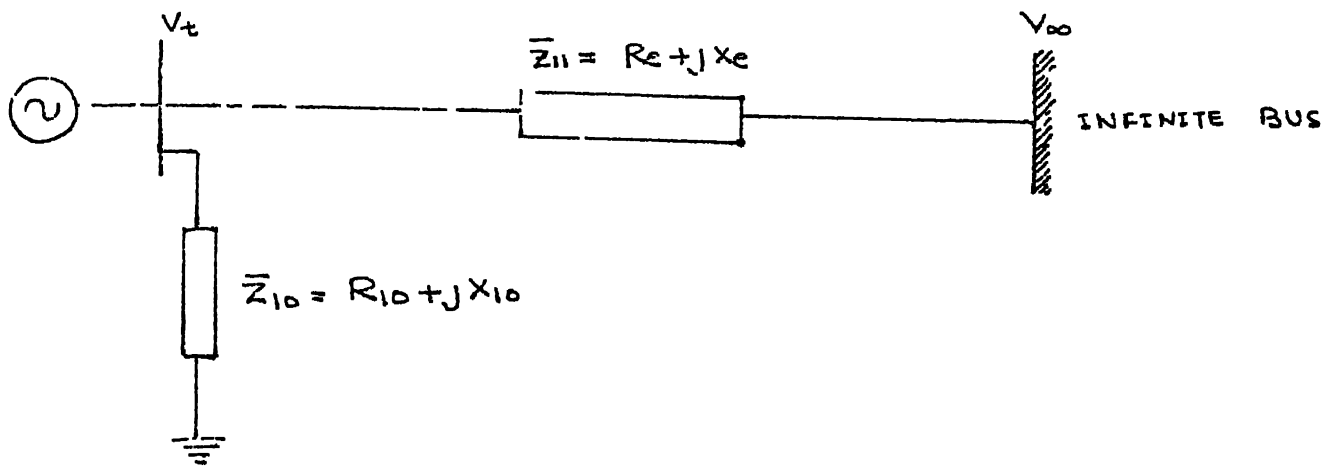 Vt
V∞
z̄11 = Re + j Xe
INFINITE BUS
z̄10 = R10 + j X10